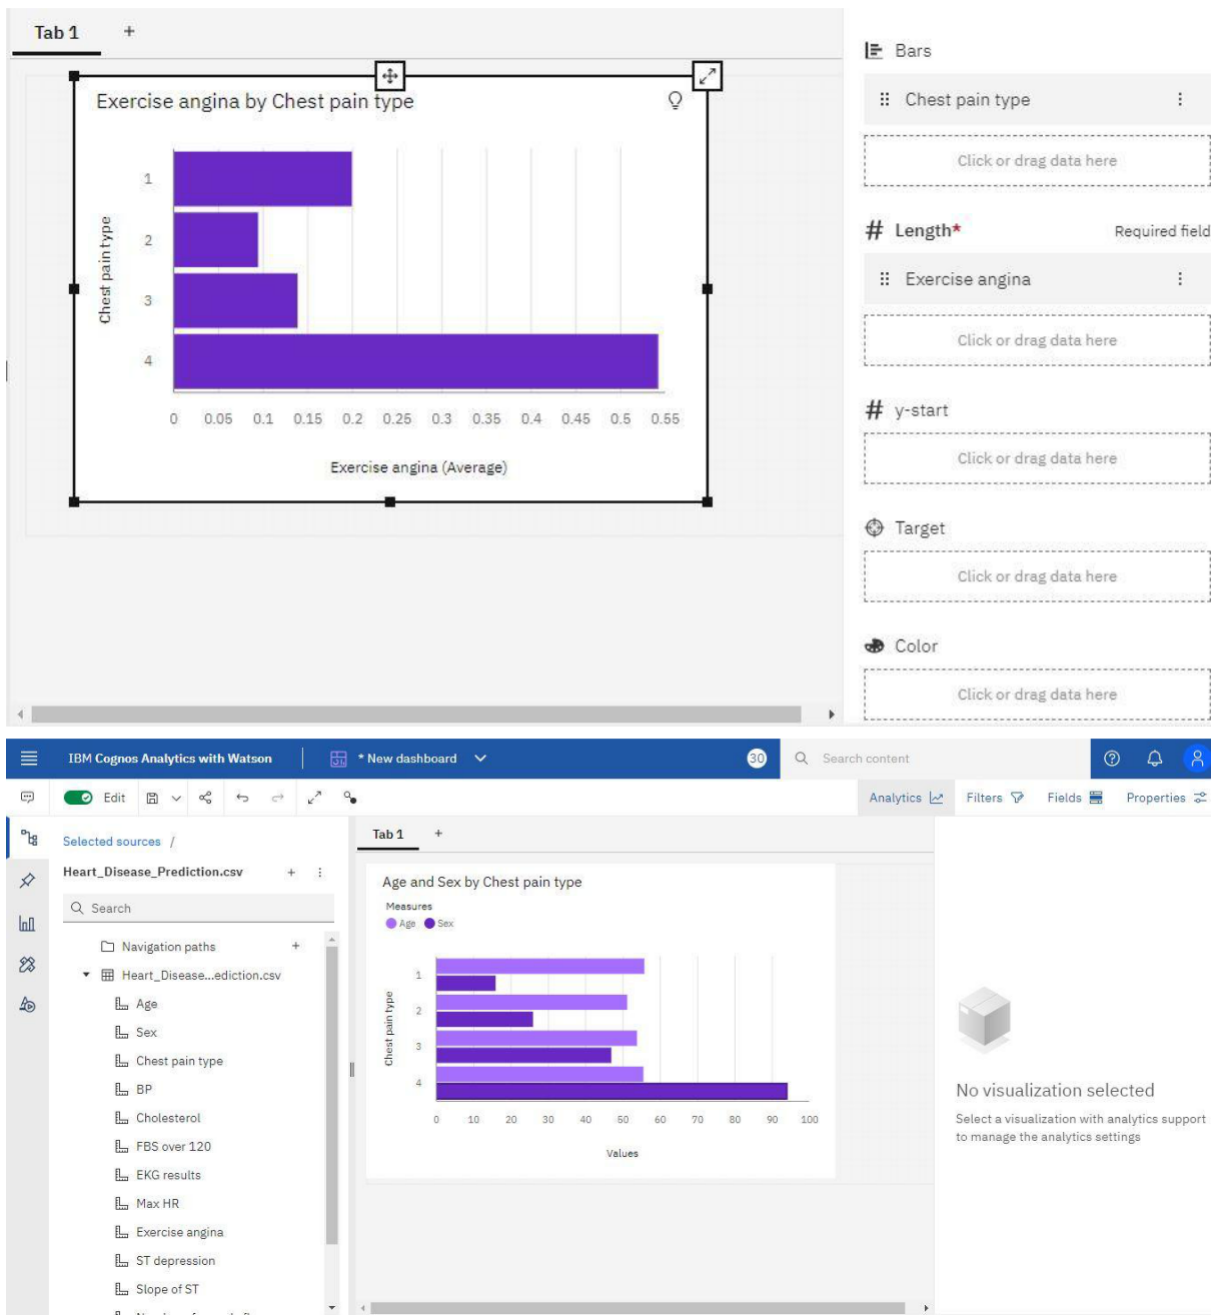 Tab 1 +
Exercise angina by Chest pain type
Chest pain type
1
2
3
4
0 0.05 0.1 0.15 0.2 0.25 0.3 0.35 0.4 0.45 0.5 0.55
Exercise angina (Average)
Bars
Chest pain type
Click or drag data here
# Length* Required field
Exercise angina
Click or drag data here
# y-start
Click or drag data here
Target
Click or drag data here
Color
Click or drag data here
IBM Cognos Analytics with Watson * New dashboard 30 Search content
Edit Analytics Filters Fields Properties
Selected sources /
Heart_Disease_Prediction.csv +
Search
Navigation paths +
Heart_Disease...ediction.csv
Age
Sex
Chest pain type
BP
Cholesterol
FBS over 120
EKG results
Max HR
Exercise angina
ST depression
Slope of ST
Tab 1 +
Age and Sex by Chest pain type
Measures
Age Sex
Chest pain type
1
2
3
4
0 10 20 30 40 50 60 70 80 90 100
Values
No visualization selected
Select a visualization with analytics support
to manage the analytics settings